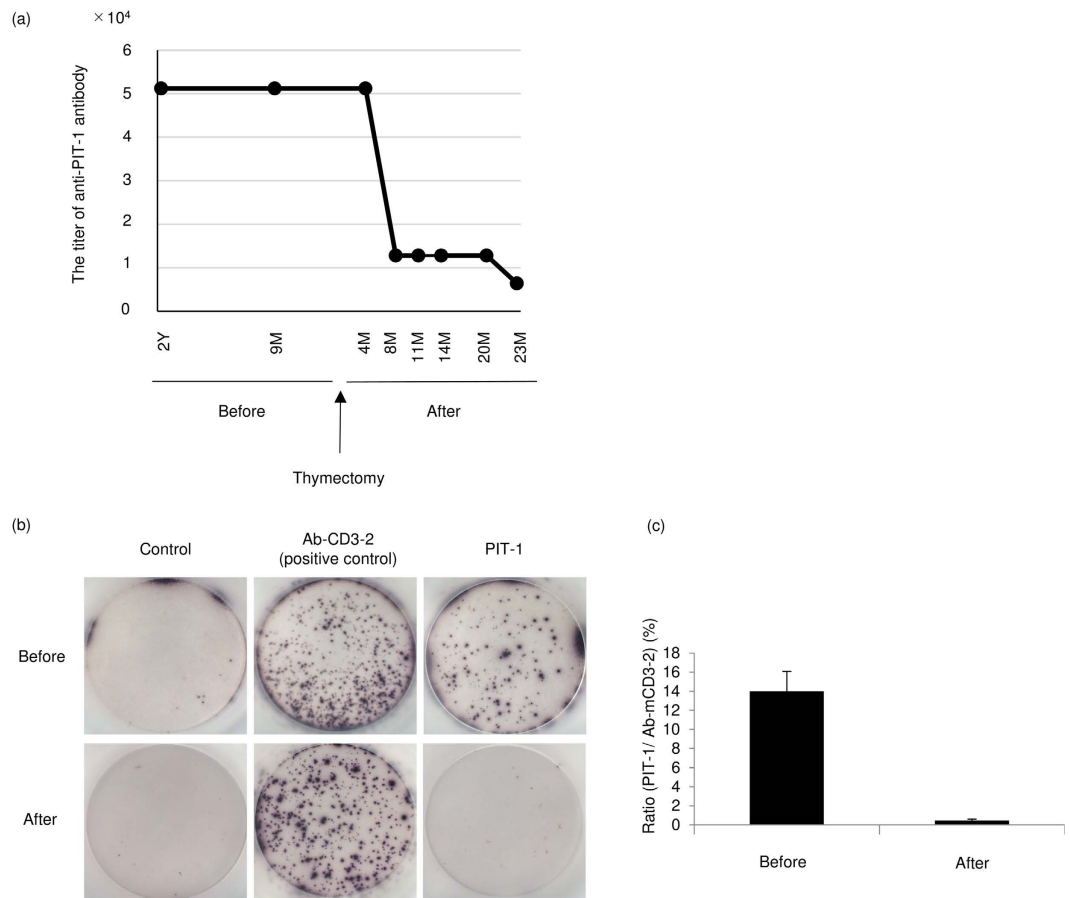 (a)
× 10⁴
The titer of anti-PIT-1 antibody
6
5
4
3
2
1
0
2Y
9M
4M
8M
11M
14M
20M
23M
Before
After
Thymectomy
(b)
Control
Ab-CD3-2
(positive control)
PIT-1
Before
After
(c)
Ratio (PIT-1/ Ab-mCD3-2) (%)
18
16
14
12
10
8
6
4
2
0
Before
After